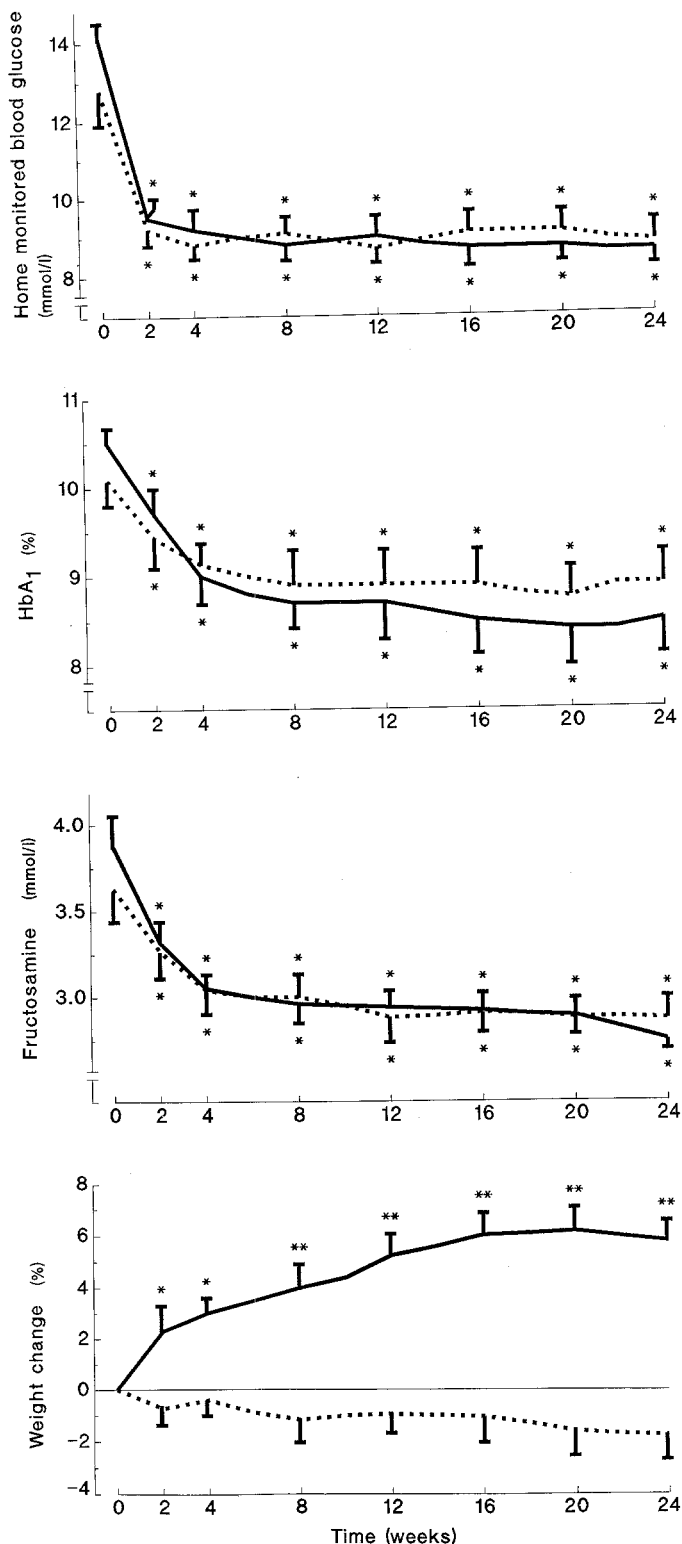 Home monitored blood glucose
(mmol/l)
14
12
10
8
* * * * * * *
* * * * * * *
0 2 4 8 12 16 20 24
HbA1 (%)
11
10
9
8
* * * * * * *
* * * * * * *
0 2 4 8 12 16 20 24
Fructosamine (mmol/l)
4.0
3.5
3.0
* * * * * * *
* * * * * * *
0 2 4 8 12 16 20 24
Weight change (%)
8
6
4
2
0
-2
-4
* * ** ** ** ** **
0 2 4 8 12 16 20 24
Time (weeks)